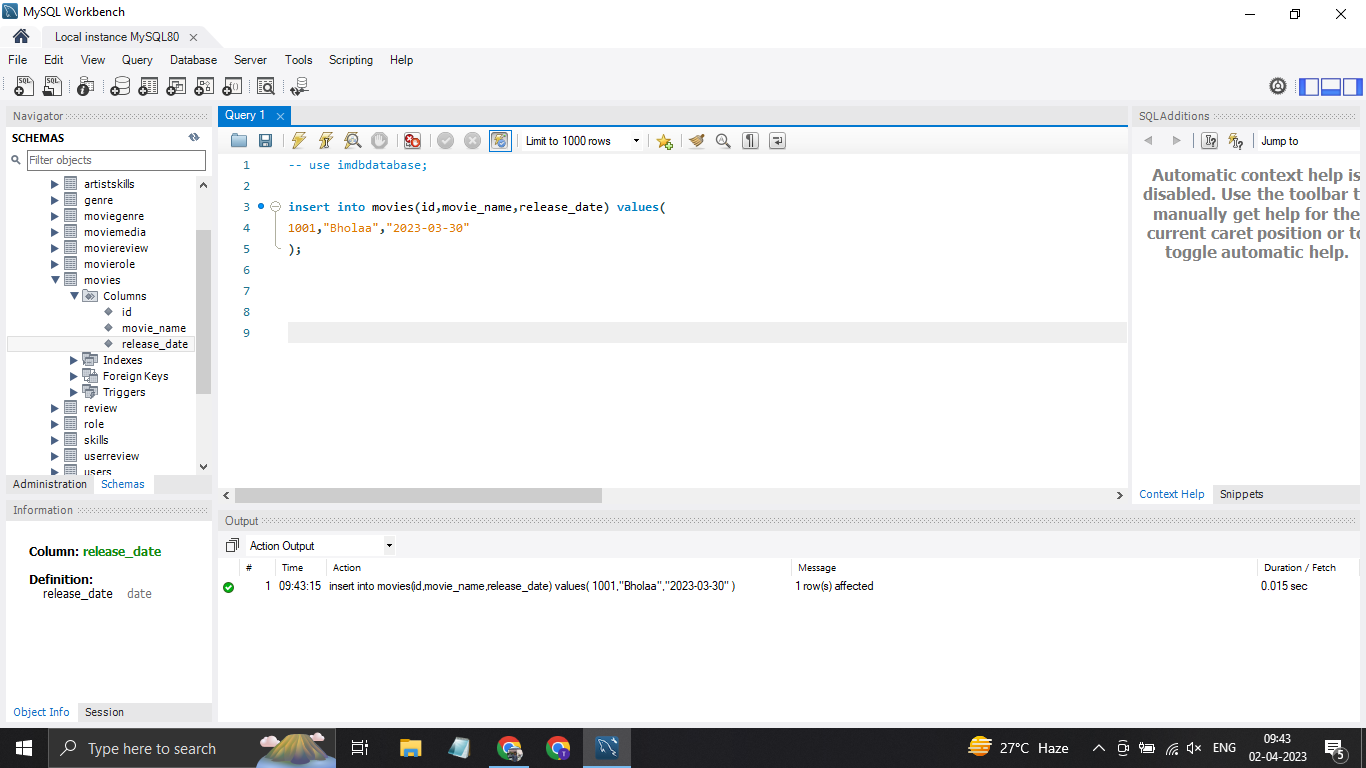 MySQL Workbench
Local instance MySQL80
File Edit View Query Database Server Tools Scripting Help
Navigator
SCHEMAS
Filter objects
artistskills
genre
moviegenre
moviemedia
moviereview
movierole
movies
Columns
id
movie_name
release_date
Indexes
Foreign Keys
Triggers
review
role
skills
userreview
users
Administration Schemas
Information
Column: release_date
Definition:
release_date date
Object Info Session
Query 1
Limit to 1000 rows
1 -- use imdbdatabase;
2
3 insert into movies(id,movie_name,release_date) values(
4 1001,"Bholaa","2023-03-30"
5 );
6
7
8
9
SQLAdditions
Jump to
Automatic context help is
disabled. Use the toolbar t
manually get help for the
current caret position or to
toggle automatic help.
Context Help Snippets
Output
Action Output
# Time Action Message Duration / Fetch
1 09:43:15 insert into movies(id,movie_name,release_date) values( 1001,"Bholaa","2023-03-30" ) 1 row(s) affected 0.015 sec
Type here to search
27°C Haze
ENG
09:43
02-04-2023
5